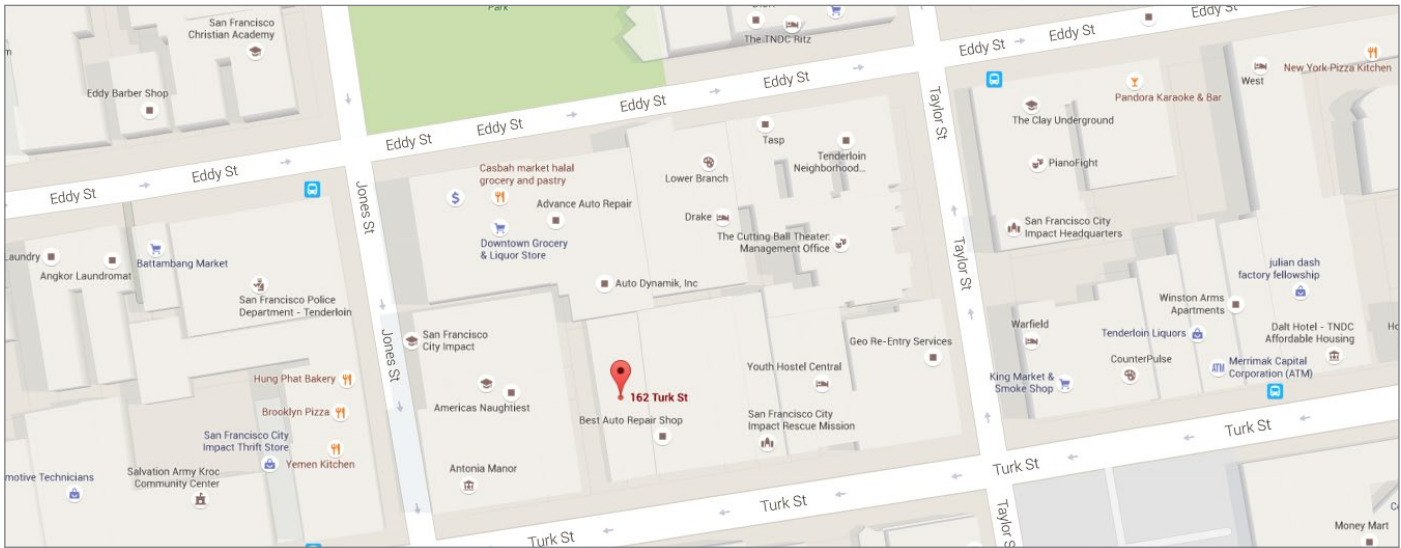 Park
San Francisco
Christian Academy
The TNDC Ritz
Eddy St
Eddy St
Eddy St
West
New York Pizza Kitchen
Pandora Karaoke & Bar
Eddy Barber Shop
Eddy St
Eddy St
Eddy St
Eddy St
Taylor St
The Clay Underground
Tasp
Tenderloin
Neighborhood...
PianoFight
Casbah market halal
grocery and pastry
Lower Branch
Eddy St
Eddy St
Jones St
Advance Auto Repair
Drake
San Francisco City
Impact Headquarters
The Cutting Ball Theater:
Management Office
Downtown Grocery
& Liquor Store
Taylor St
Laundry
Angkor Laundromat
Battambang Market
San Francisco Police
Department - Tenderloin
Auto Dynamik, Inc
julian dash
factory fellowship
Winston Arms
Apartments
Jones St
San Francisco
City Impact
Geo Re-Entry Services
Warfield
Tenderloin Liquors
Dalt Hotel - TNDC
Affordable Housing
Youth Hostel Central
CounterPulse
Merrimak Capital
Corporation (ATM)
King Market &
Smoke Shop
ATM
Hung Phat Bakery
Americas Naughtiest
162 Turk St
Brooklyn Pizza
Best Auto Repair Shop
San Francisco City
Impact Rescue Mission
San Francisco City
Impact Thrift Store
Yemen Kitchen
Turk St
Antonia Manor
Turk St
motive Technicians
Salvation Army Kroc
Community Center
Turk St
Taylor S
Turk St
Money Mart
$